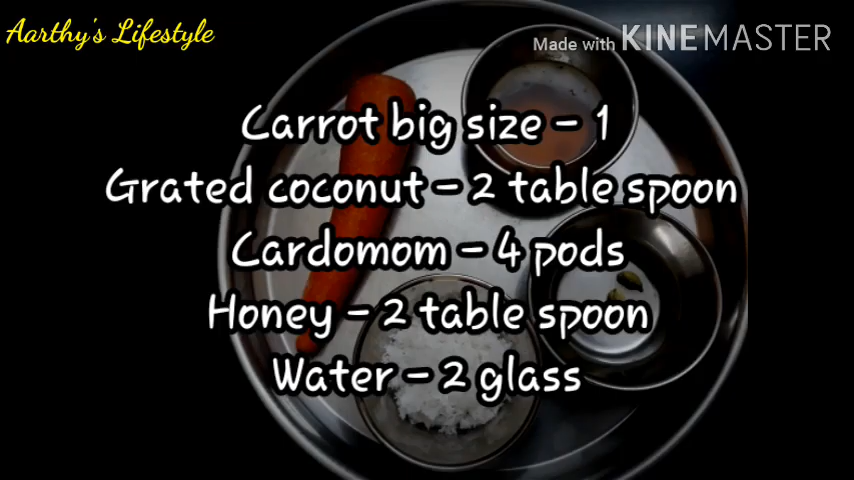 Aarthy's Lifestyle
Made with KINEMASTER
Carrot big size - 1
Grated coconut - 2 table spoon
Cardomom - 4 pods
Honey - 2 table spoon
Water - 2 glass